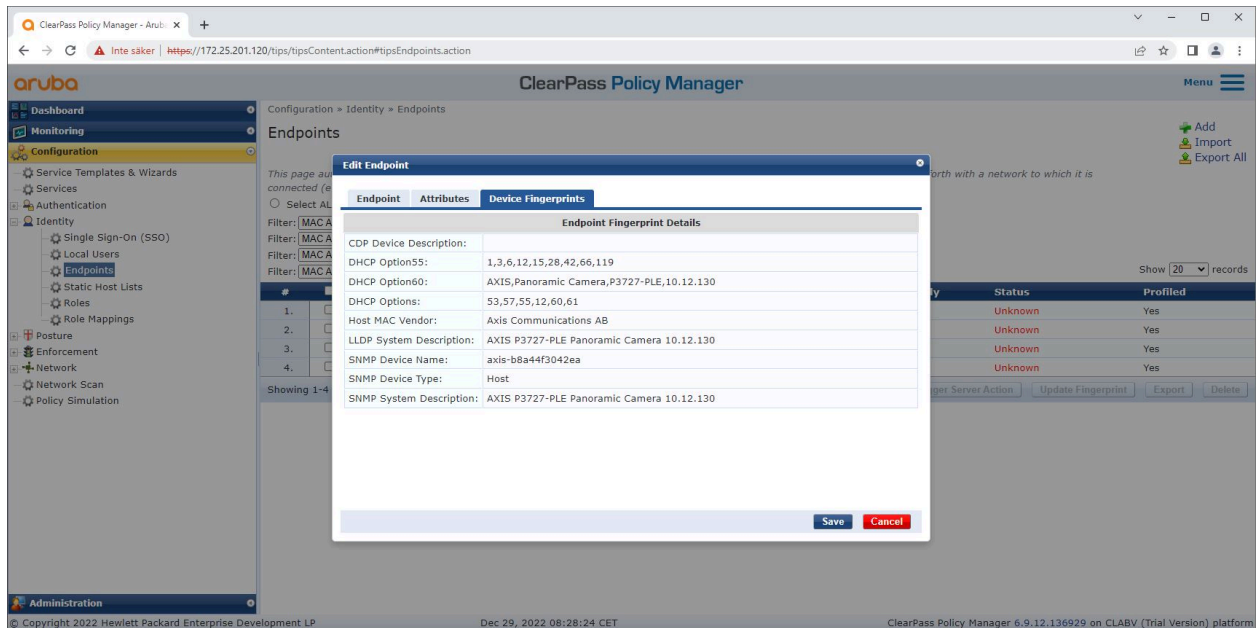 ClearPass Policy Manager - Arub
Inte säker | https://172.25.201.120/tips/tipsContent.action#tipsEndpoints.action
aruba
ClearPass Policy Manager
Menu
Dashboard
Monitoring
Configuration
Service Templates & Wizards
Services
Authentication
Identity
Single Sign-On (SSO)
Local Users
Endpoints
Static Host Lists
Roles
Role Mappings
Posture
Enforcement
Network
Network Scan
Policy Simulation
Administration
Configuration » Identity » Endpoints
Endpoints
Add
Import
Export All
This page au
orth with a network to which it is
connected (e
Select AL
Filter: MAC A
Filter: MAC A
Filter: MAC A
Filter: MAC A
Show 20 records
# Status Profiled
1. Unknown Yes
2. Unknown Yes
3. Unknown Yes
4. Unknown Yes
Showing 1-4
ger Server Action Update Fingerprint Export Delete
Edit Endpoint
Endpoint Attributes Device Fingerprints
Endpoint Fingerprint Details
CDP Device Description:
DHCP Option55: 1,3,6,12,15,28,42,66,119
DHCP Option60: AXIS,Panoramic Camera,P3727-PLE,10.12.130
DHCP Options: 53,57,55,12,60,61
Host MAC Vendor: Axis Communications AB
LLDP System Description: AXIS P3727-PLE Panoramic Camera 10.12.130
SNMP Device Name: axis-b8a44f3042ea
SNMP Device Type: Host
SNMP System Description: AXIS P3727-PLE Panoramic Camera 10.12.130
Save Cancel
© Copyright 2022 Hewlett Packard Enterprise Development LP
Dec 29, 2022 08:28:24 CET
ClearPass Policy Manager 6.9.12.136929 on CLABV (Trial Version) platform